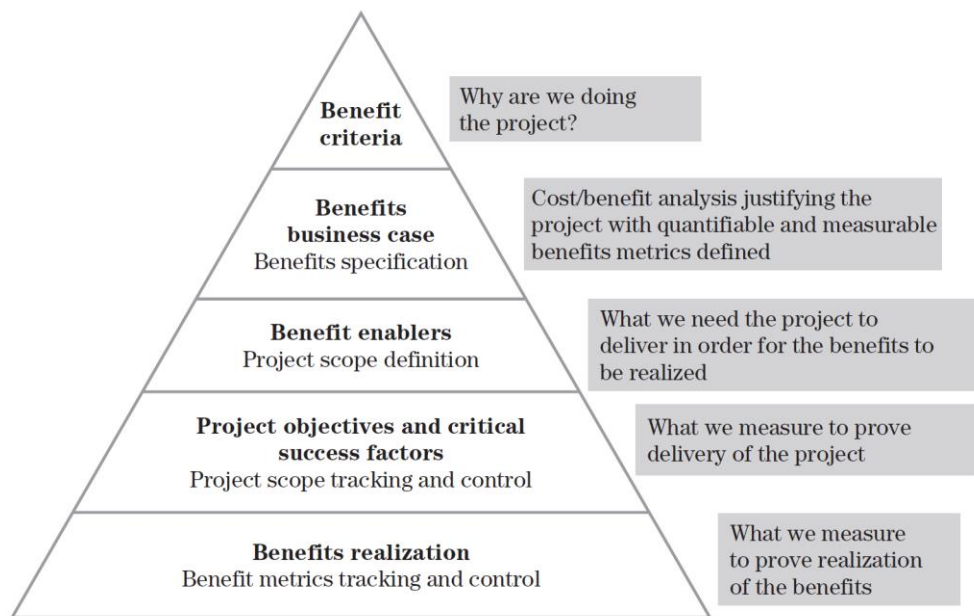 Benefit
criteria
Why are we doing
the project?
Benefits
business case
Benefits specification
Cost/benefit analysis justifying the
project with quantifiable and measurable
benefits metrics defined
Benefit enablers
Project scope definition
What we need the project to
deliver in order for the benefits to
be realized
Project objectives and critical
success factors
Project scope tracking and control
What we measure to prove
delivery of the project
Benefits realization
Benefit metrics tracking and control
What we measure
to prove realization
of the benefits